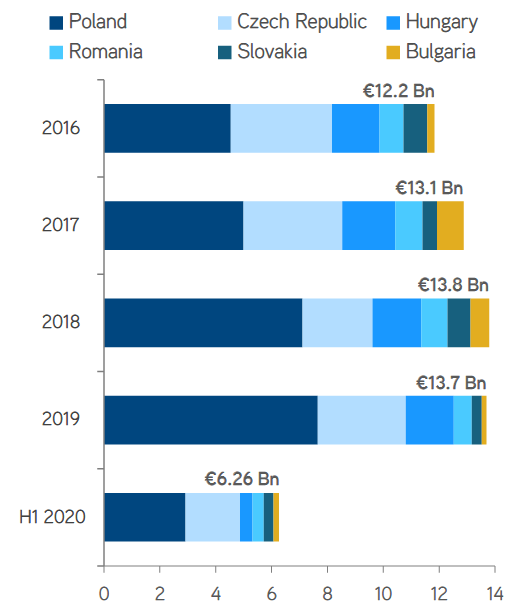 Poland Czech Republic Hungary
Romania Slovakia Bulgaria
€12.2 Bn
2016
€13.1 Bn
2017
€13.8 Bn
2018
€13.7 Bn
2019
€6.26 Bn
H1 2020
0 2 4 6 8 10 12 14